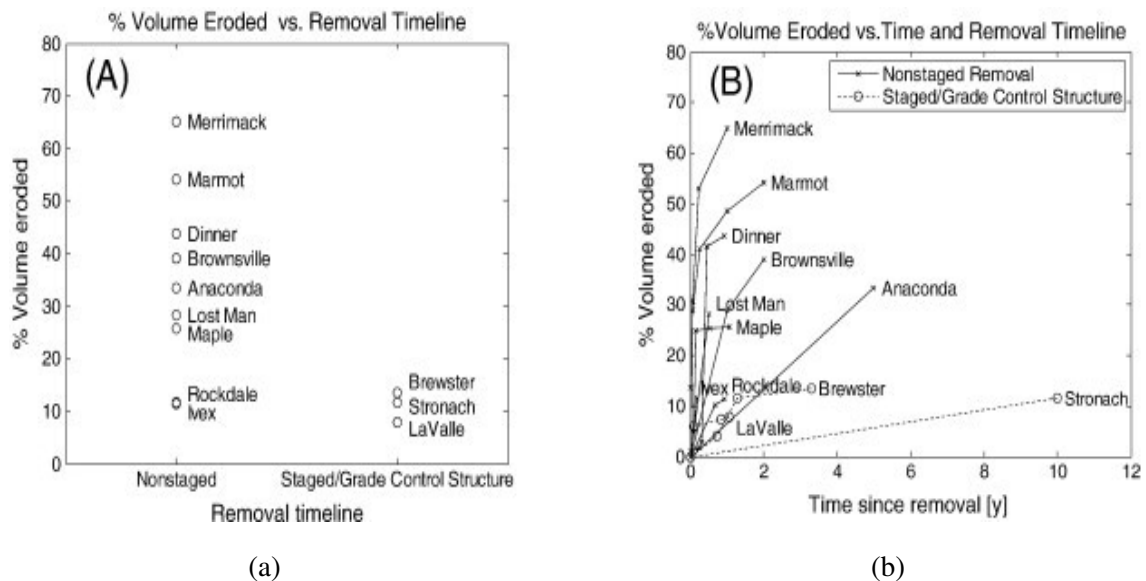 % Volume Eroded vs. Removal Timeline
(A)
80
70
60
50
40
30
20
10
0
% Volume eroded
Merrimack
Marmot
Dinner
Brownsville
Anaconda
Lost Man
Maple
Rockdale
Ivex
Brewster
Stronach
LaValle
Nonstaged
Staged/Grade Control Structure
Removal timeline
(a)
%Volume Eroded vs.Time and Removal Timeline
(B)
Nonstaged Removal
Staged/Grade Control Structure
80
70
60
50
40
30
20
10
0
% Volume eroded
Merrimack
Marmot
Dinner
Brownsville
Anaconda
Lost Man
Maple
Ivex
Rockdale
Brewster
Stronach
LaValle
0
2
4
6
8
10
12
Time since removal [y]
(b)